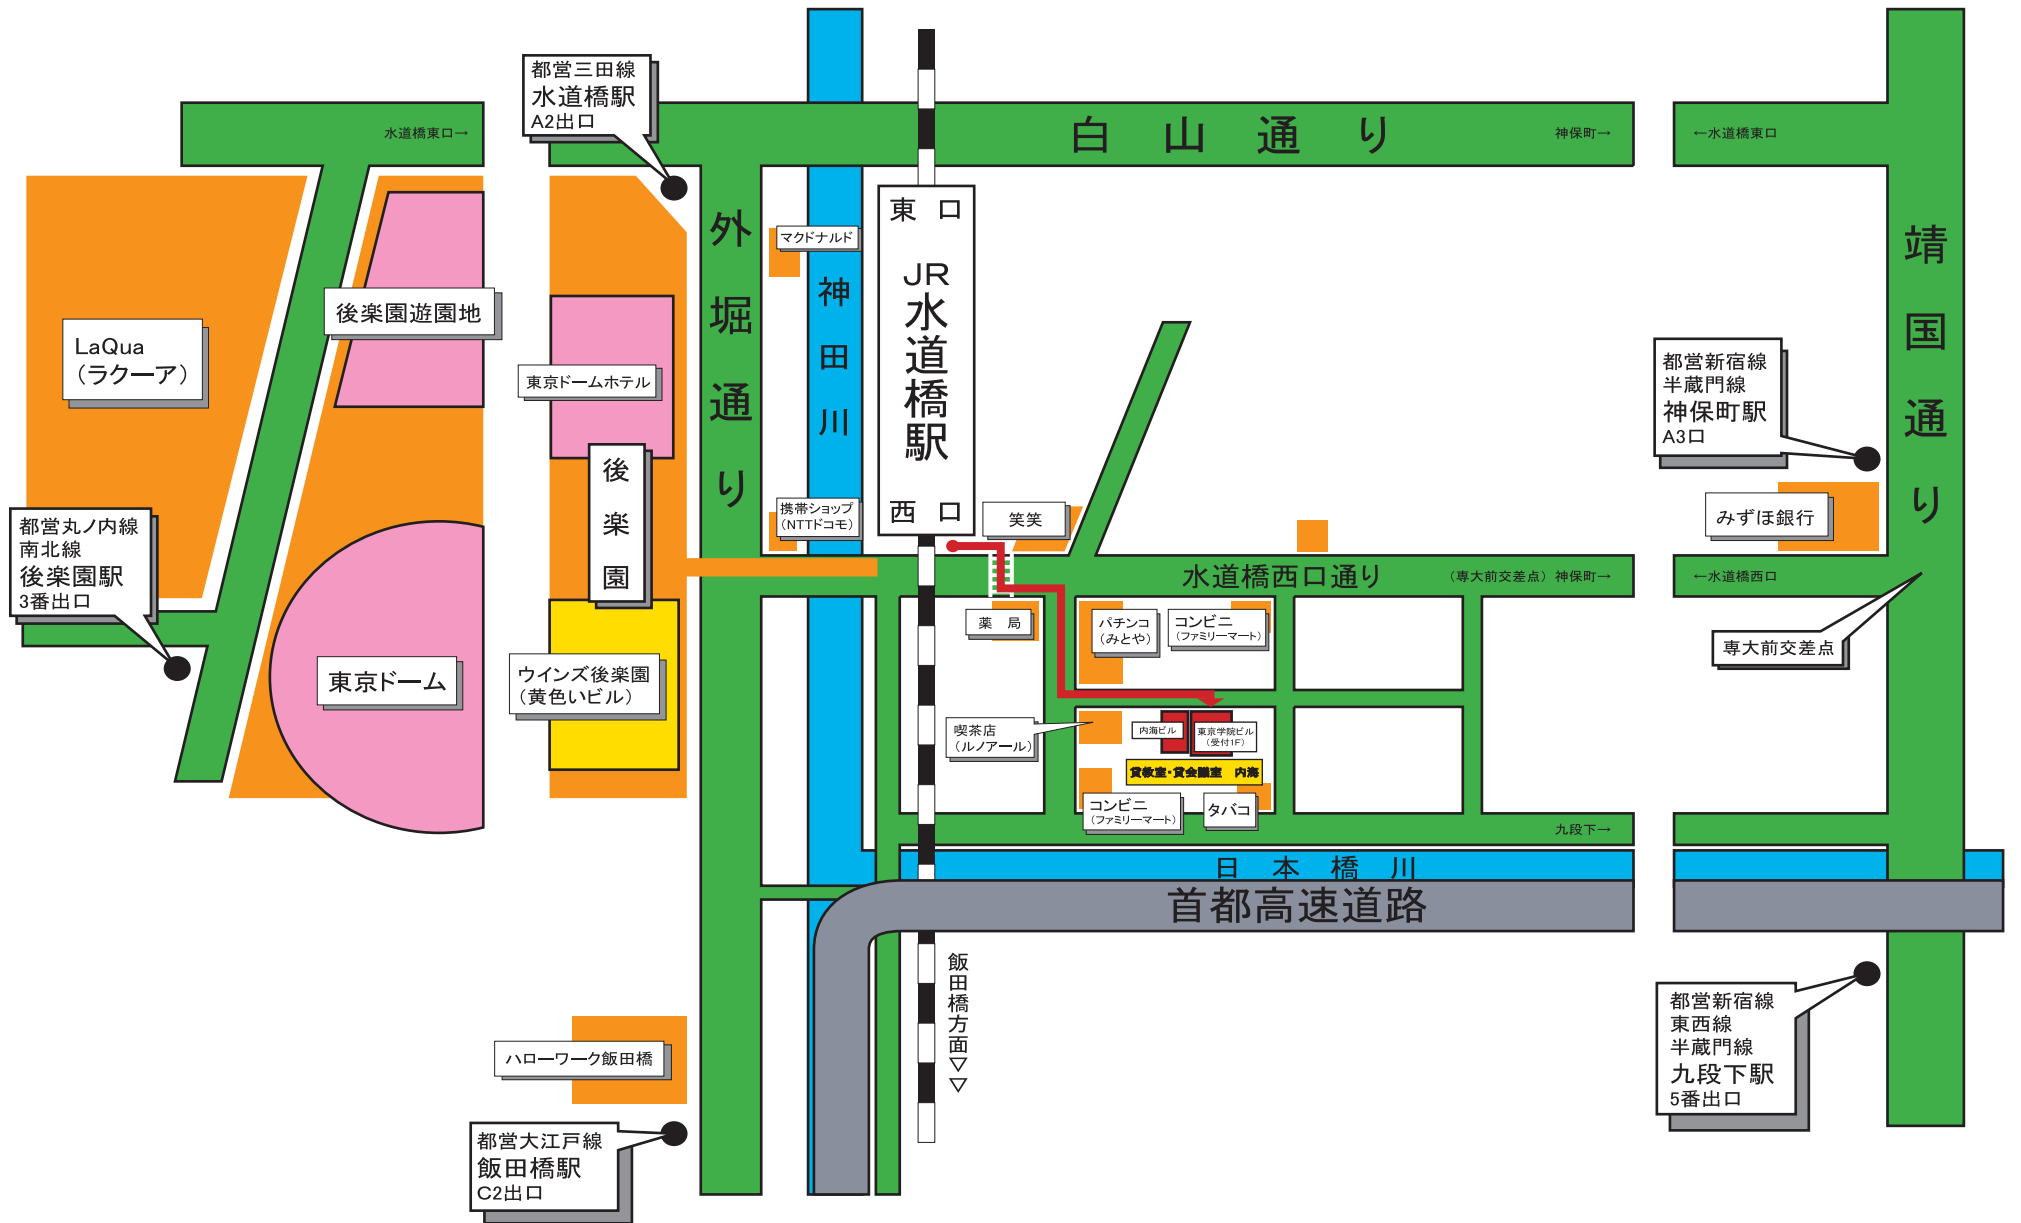 都営三田線
水道橋駅
A2出口
水道橋東口→
白山通り
神保町→
←水道橋東口
LaQua
（ラクーア）
後楽園遊園地
東京ドームホテル
後楽園
外堀通り
マクドナルド
神田川
東口
JR水道橋駅
西口
靖国通り
都営新宿線
半蔵門線
神保町駅
A3口
みずほ銀行
携帯ショップ
（NTTドコモ）
笑笑
都営丸ノ内線
南北線
後楽園駅
3番出口
水道橋西口通り
（専大前交差点）神保町→
←水道橋西口
専大前交差点
東京ドーム
ウインズ後楽園
（黄色いビル）
薬局
パチンコ
（みとや）
コンビニ
（ファミリーマート）
喫茶店
（ルノアール）
内海ビル
東京学院ビル
（受付1F）
貸教室・貸会議室　内海
コンビニ
（ファミリーマート）
タバコ
九段下→
日本橋川
首都高速道路
飯田橋方面▽▽
ハローワーク飯田橋
都営大江戸線
飯田橋駅
C2出口
都営新宿線
東西線
半蔵門線
九段下駅
5番出口